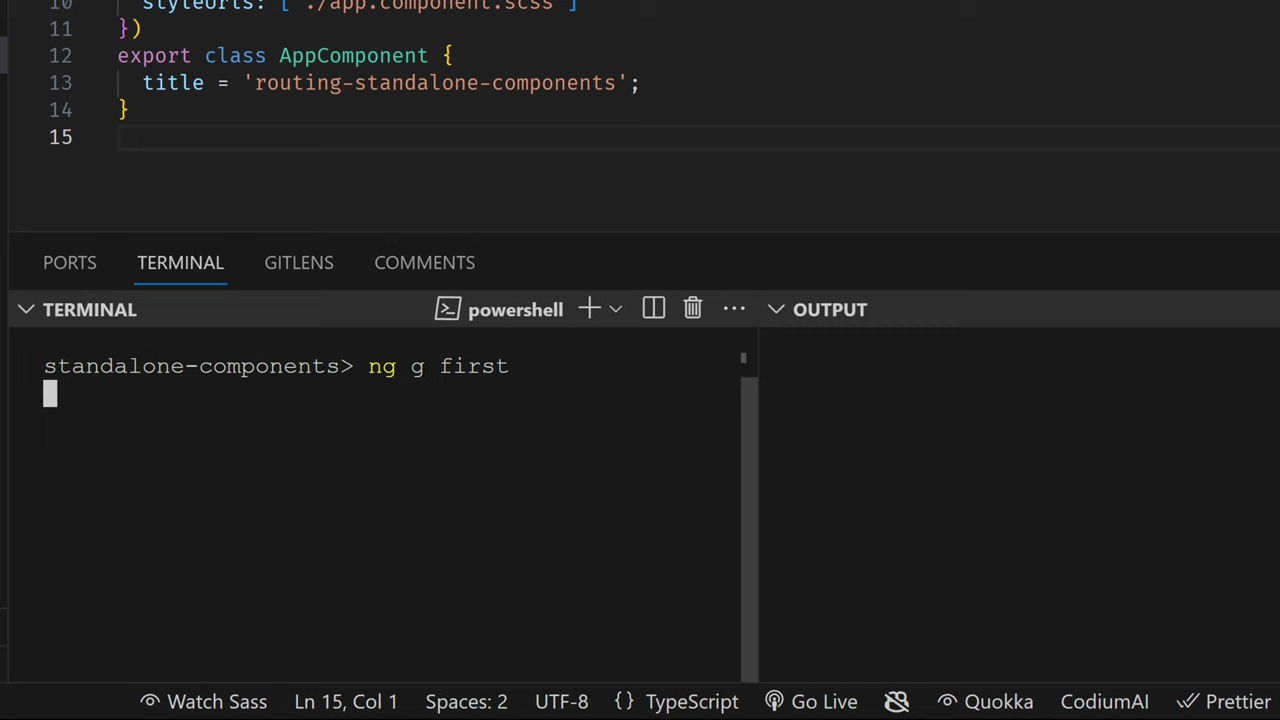 10 styleUrls: ['./app.component.scss']
11 })
12 export class AppComponent {
13 title = 'routing-standalone-components';
14 }
15
PORTS TERMINAL GITLENS COMMENTS
TERMINAL powershell OUTPUT
standalone-components> ng g first
Watch Sass Ln 15, Col 1 Spaces: 2 UTF-8 {} TypeScript Go Live Quokka CodiumAI Prettier